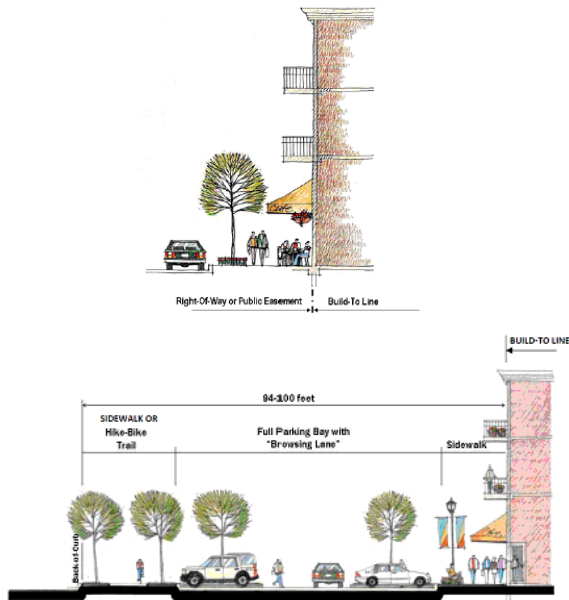 Cafe
Right-Of-Way or Public Easement
Build-To Line
BUILD-TO LINE
94-100 feet
SIDEWALK OR
Hike-Bike
Trail
Full Parking Bay with
"Browsing Lane"
Sidewalk
Back-of-Curb